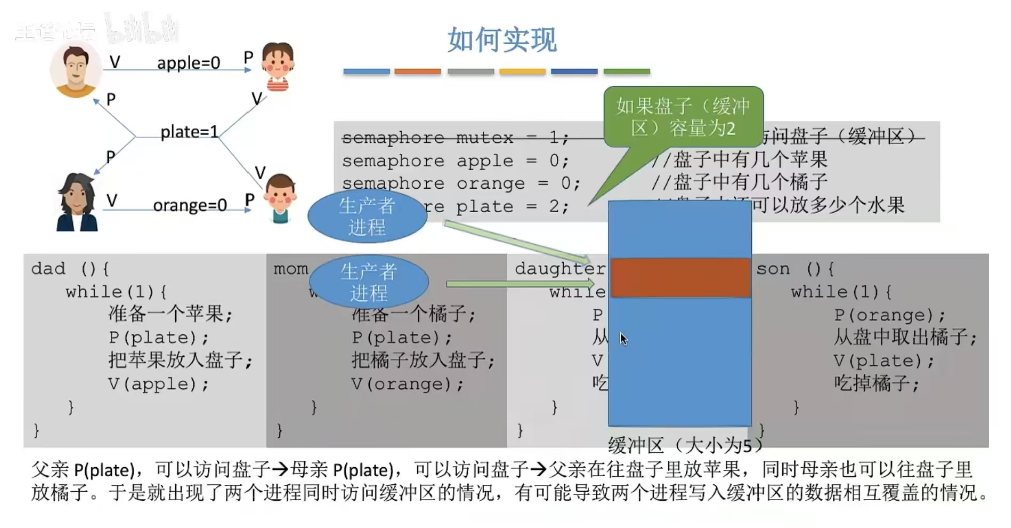 王道论坛 bilibili
如何实现
V apple=0 P
P V
plate=1
P V
V orange=0 P
如果盘子（缓冲
区）容量为2
semaphore mutex = 1; 访问盘子（缓冲区）
semaphore apple = 0; //盘子中有几个苹果
semaphore orange = 0; //盘子中有几个橘子
re plate = 2; 可以放多少个水果
生产者
进程
生产者
进程
dad (){
while(1){
准备一个苹果;
P(plate);
把苹果放入盘子;
V(apple);
}
}
mom
准备一个橘子;
P(plate);
把橘子放入盘子;
V(orange);
}
}
daughter
while
P
从
V
吃
}
}
son (){
while(1){
P(orange);
从盘中取出橘子;
V(plate);
吃掉橘子;
}
}
缓冲区（大小为5）
父亲 P(plate)，可以访问盘子→母亲 P(plate)，可以访问盘子→父亲在往盘子里放苹果，同时母亲也可以往盘子里
放橘子。于是就出现了两个进程同时访问缓冲区的情况，有可能导致两个进程写入缓冲区的数据相互覆盖的情况。